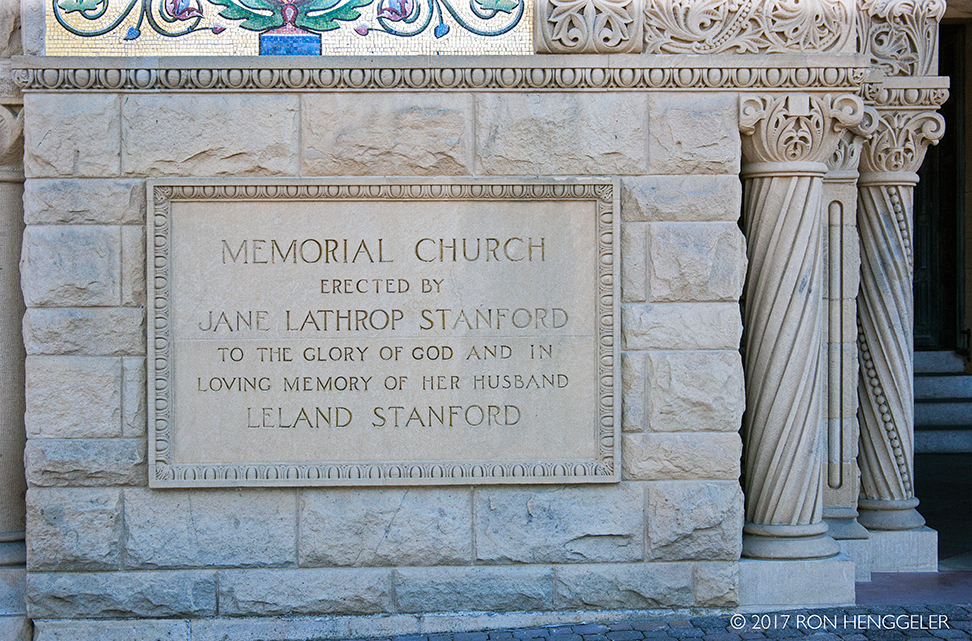 MEMORIAL CHURCH
ERECTED BY
JANE LATHROP STANFORD
TO THE GLORY OF GOD AND IN
LOVING MEMORY OF HER HUSBAND
LELAND STANFORD
© 2017 RON HENGGELER